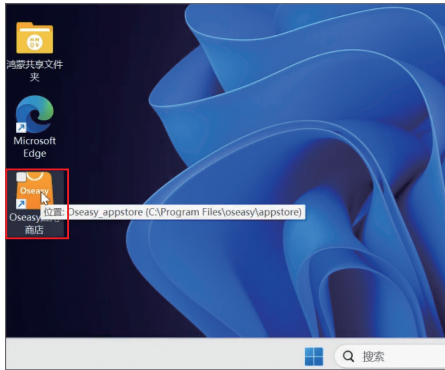 鸿蒙共享文件
夹
Microsoft
Edge
Oseasy
位置: Oseasy_appstore (C:\Program Files\oseasy\appstore)
Oseasy
商店
搜索